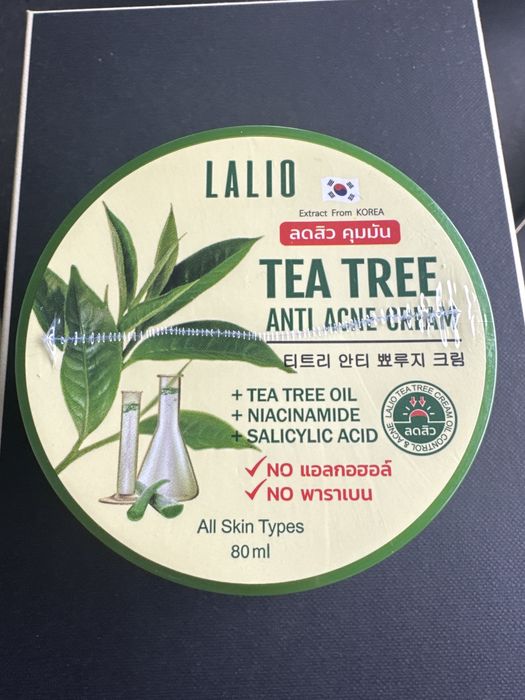 LALIO
Extract From KOREA
ลดสิว คุมมัน
TEA TREE
ANTI ACNE CREAM
티트리 안티 뾰루지 크림
+ TEA TREE OIL
+ NIACINAMIDE
+ SALICYLIC ACID
LALIO TEA TREE CREAM OIL CONTROL & ACNE
ลดสิว
✓NO แอลกอฮอล์
✓NO พาราเบน
All Skin Types
80 ml